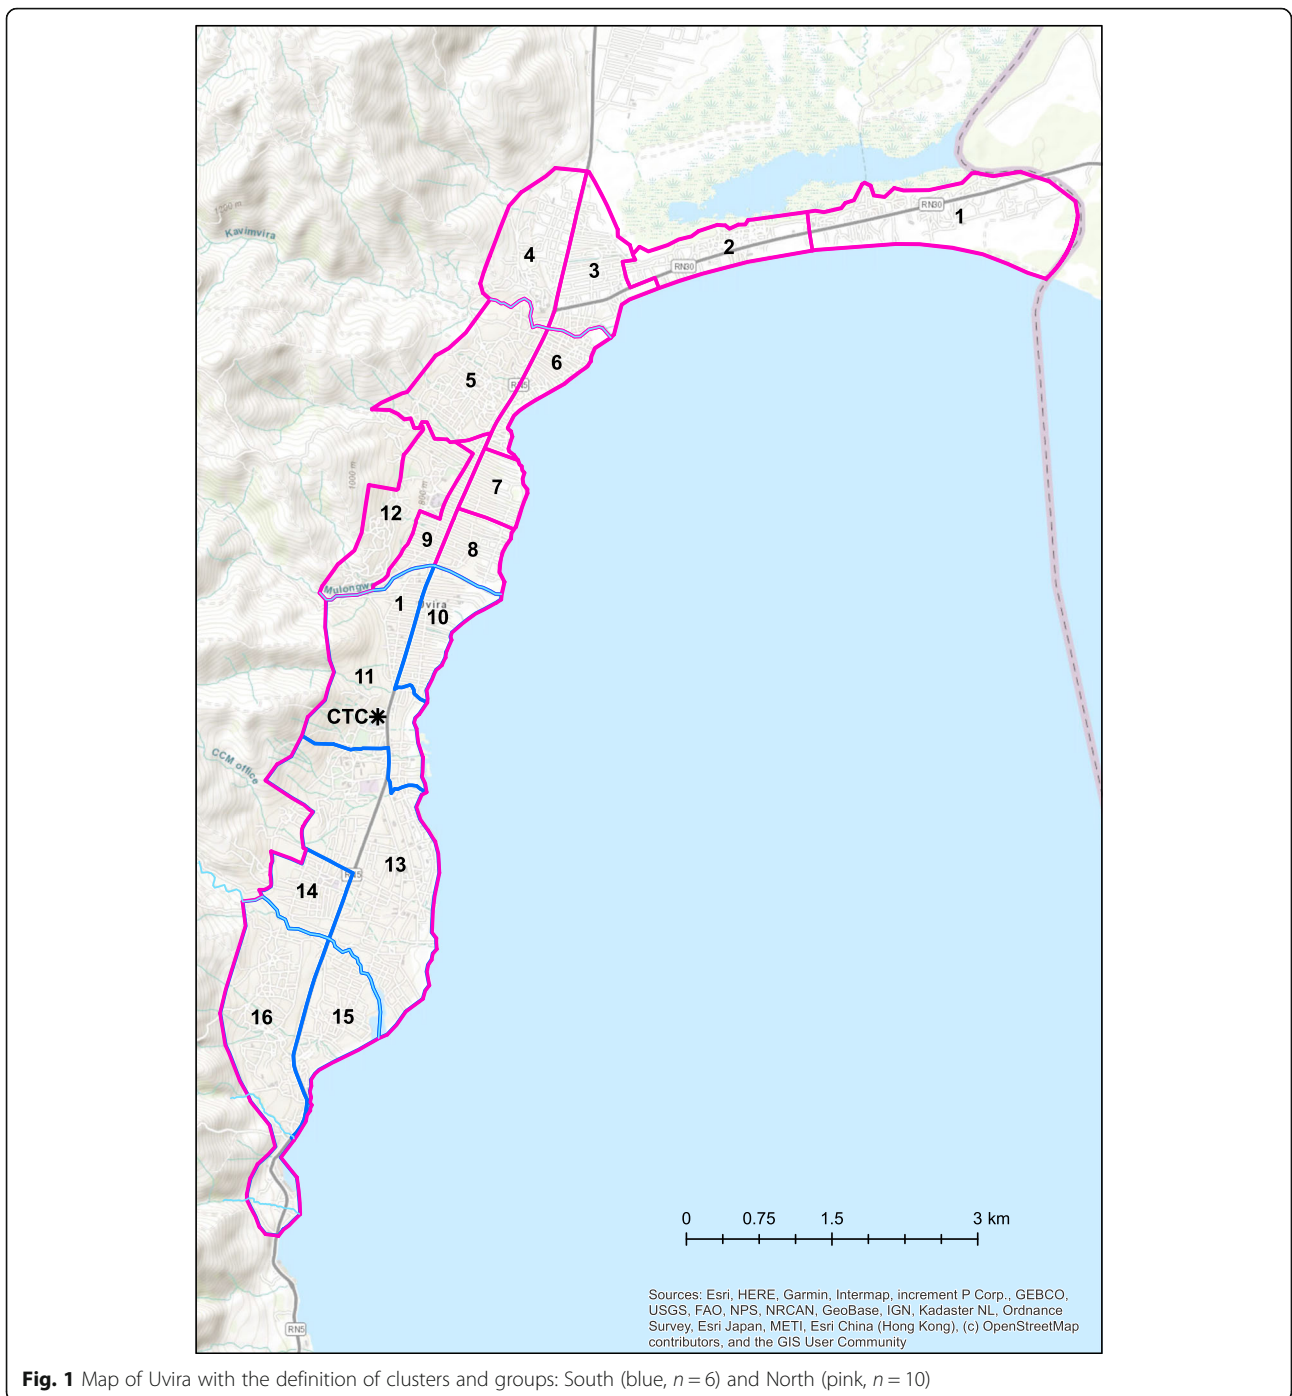 1200 m
Kavimvira
RN30
1
2
4
3
RN30
6
5
1000 m
800 m
7
12
9
8
Mulongw
1
Uvira
10
11
CTC
CCM office
13
14
16
15
0 0.75 1.5 3 km
Sources: Esri, HERE, Garmin, Intermap, increment P Corp., GEBCO,
USGS, FAO, NPS, NRCAN, GeoBase, IGN, Kadaster NL, Ordnance
Survey, Esri Japan, METI, Esri China (Hong Kong), (c) OpenStreetMap
contributors, and the GIS User Community
RN5
Fig. 1 Map of Uvira with the definition of clusters and groups: South (blue, n = 6) and North (pink, n = 10)